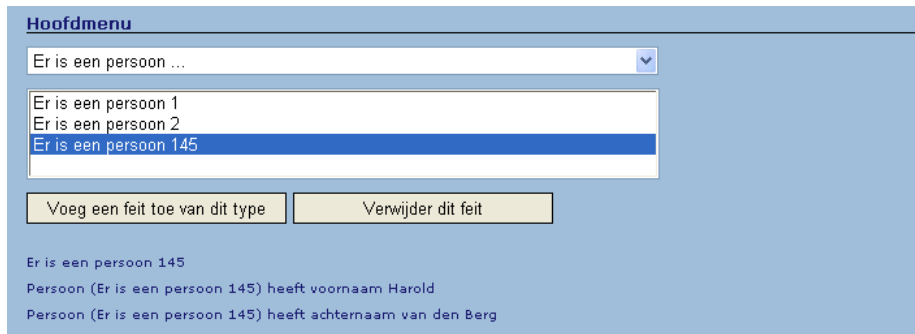 Hoofdmenu
Er is een persoon ...
Er is een persoon 1
Er is een persoon 2
Er is een persoon 145
Voeg een feit toe van dit type Verwijder dit feit
Er is een persoon 145
Persoon (Er is een persoon 145) heeft voornaam Harold
Persoon (Er is een persoon 145) heeft achternaam van den Berg